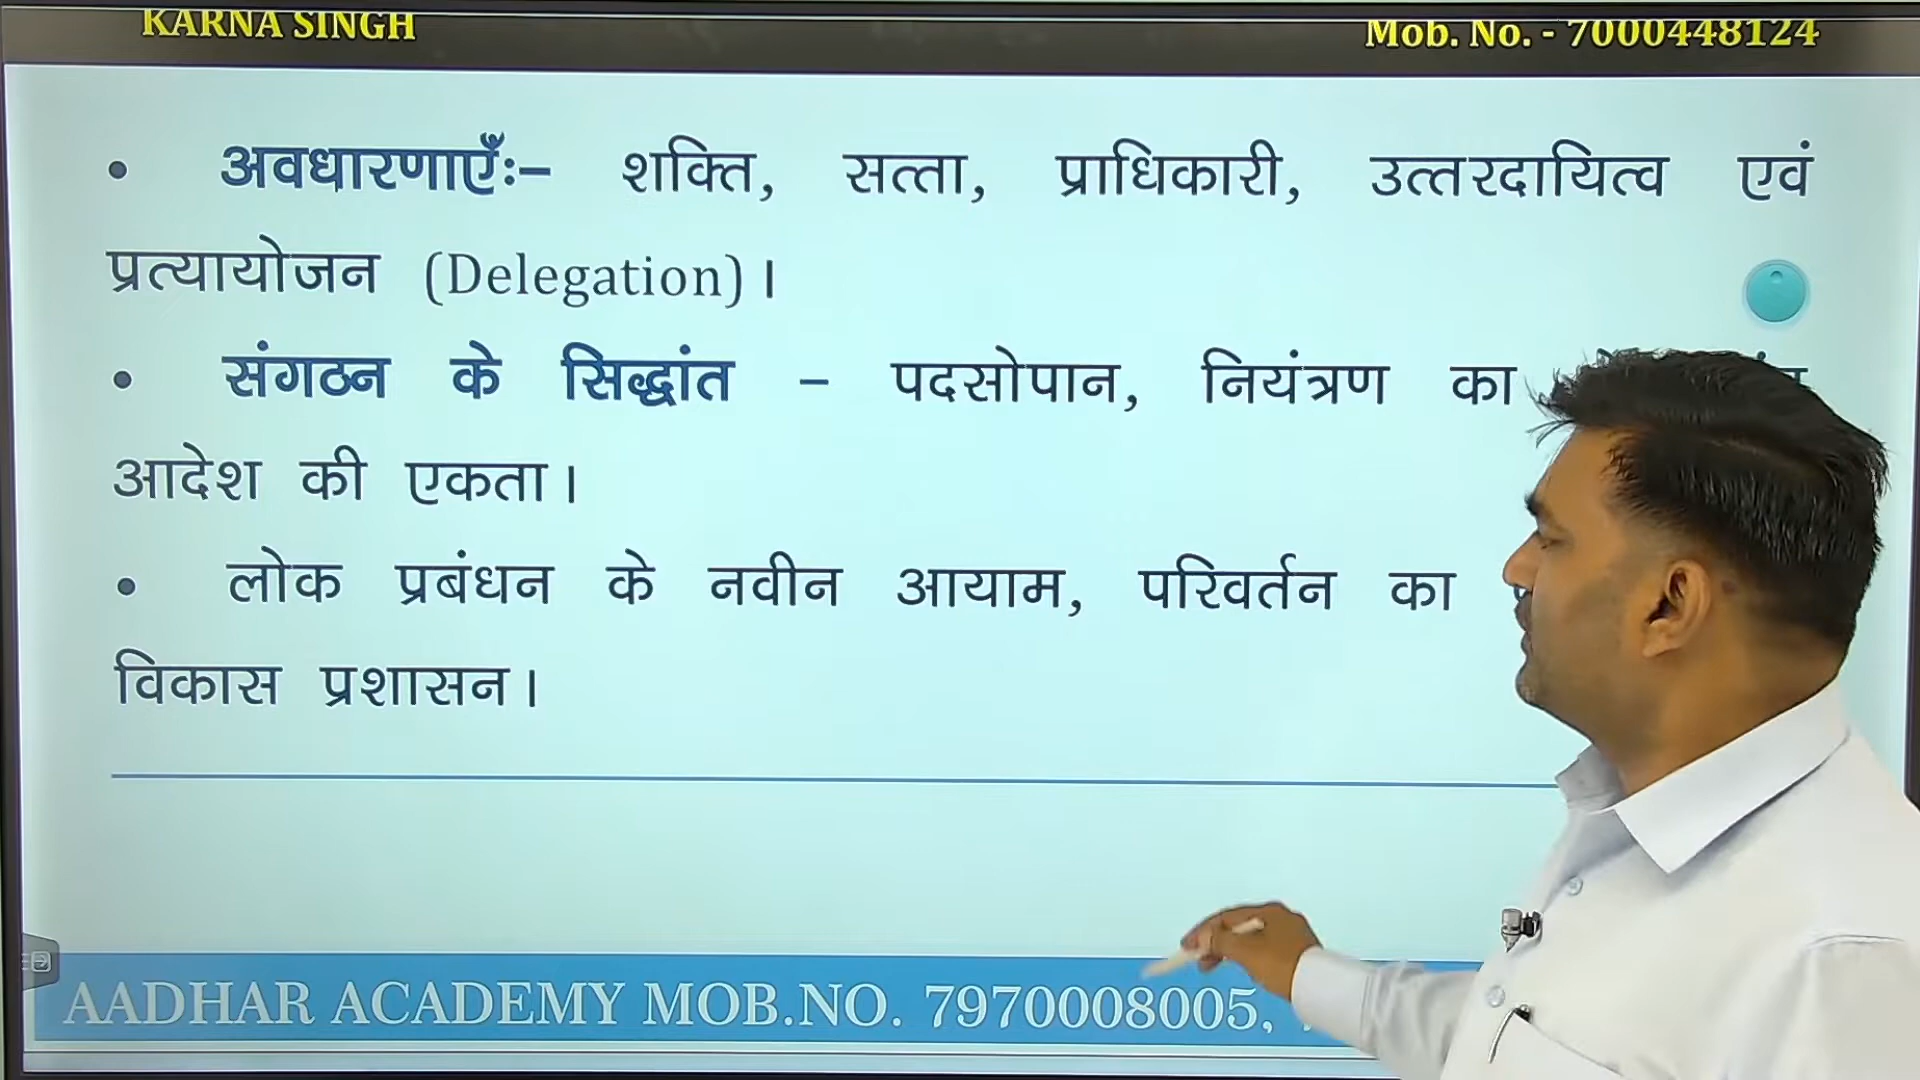 KARNA SINGH
Mob. No. - 7000448124
• अवधारणाएँः– शक्ति, सत्ता, प्राधिकारी, उत्तरदायित्व एवं
प्रत्यायोजन (Delegation)।
• संगठन के सिद्धांत – पदसोपान, नियंत्रण का
आदेश की एकता।
• लोक प्रबंधन के नवीन आयाम, परिवर्तन का
विकास प्रशासन।
AADHAR ACADEMY MOB.NO. 7970008005,